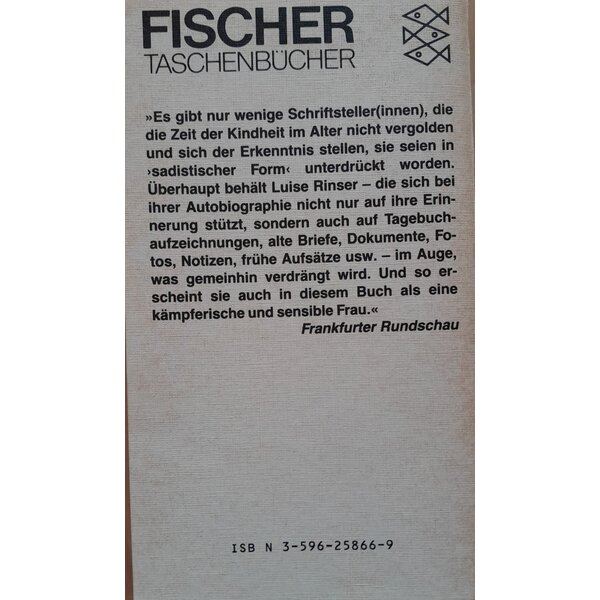 FISCHER
TASCHENBÜCHER
»Es gibt nur wenige Schriftsteller(innen), die
die Zeit der Kindheit im Alter nicht vergolden
und sich der Erkenntnis stellen, sie seien in
›sadistischer Form‹ unterdrückt worden.
Überhaupt behält Luise Rinser – die sich bei
ihrer Autobiographie nicht nur auf ihre Erin-
nerung stützt, sondern auch auf Tagebuch-
aufzeichnungen, alte Briefe, Dokumente, Fo-
tos, Notizen, frühe Aufsätze usw. – im Auge,
was gemeinhin verdrängt wird. Und so er-
scheint sie auch in diesem Buch als eine
kämpferische und sensible Frau.«
Frankfurter Rundschau
ISB N 3-596-25866-9